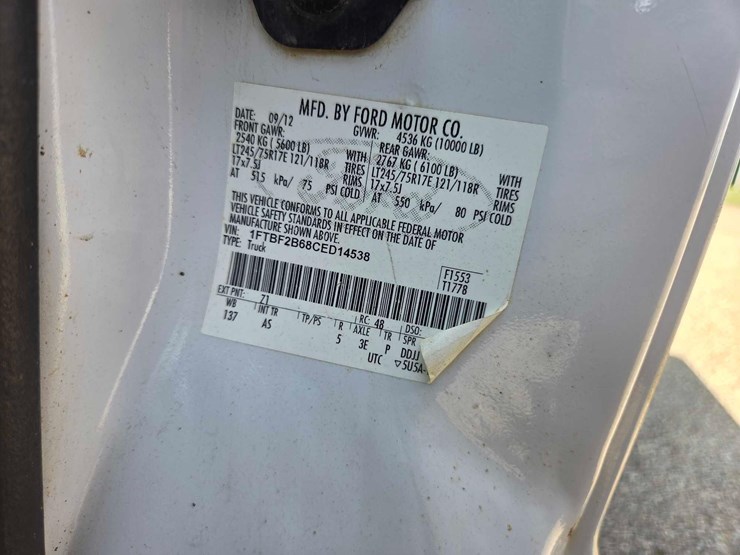 MFD. BY FORD MOTOR CO.
DATE: 09/12 GVWR: 4536 KG (10000 LB)
FRONT GAWR: REAR GAWR:
2540 KG (5600 LB) WITH 2767 KG (6100 LB) WITH
LT245/75R17E 121/118R TIRES LT245/75R17E 121/118R TIRES
17x7.5J RIMS 17x7.5J RIMS
AT 515 kPa/ 75 PSI COLD AT 550 kPa/ 80 PSI COLD
THIS VEHICLE CONFORMS TO ALL APPLICABLE FEDERAL MOTOR
VEHICLE SAFETY STANDARDS IN EFFECT ON THE DATE OF
MANUFACTURE SHOWN ABOVE.
VIN: 1FTBF2B68CED14538
TYPE: Truck
F1553
T1778
EXT PNT: Z1 RC: 48 DSO:
WB INT TR TP/PS R AXLE TR SPR
137 AS 5 3E P DDJJ
UTC ▽5U5A-